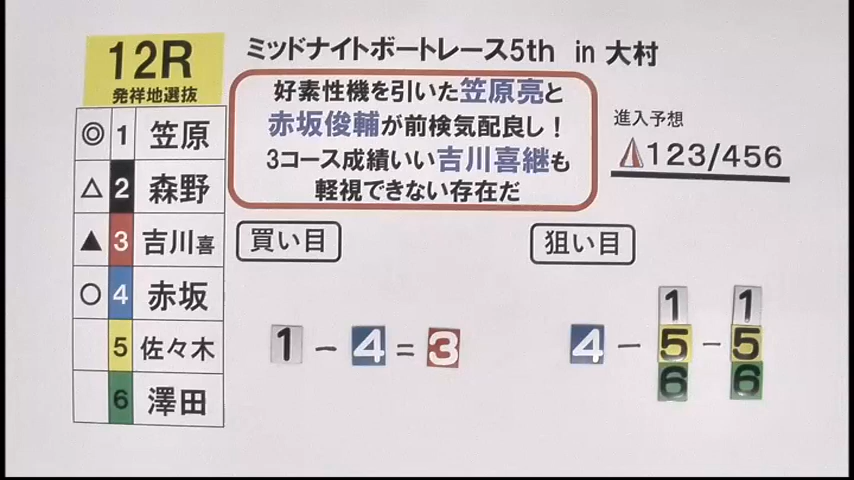 12R
発祥地選抜
ミッドナイトボートレース5th in 大村
好素性機を引いた笠原亮と
赤坂俊輔が前検気配良し！
3コース成績いい吉川喜継も
軽視できない存在だ
進入予想
123/456
◎ 1 笠原
△ 2 森野
▲ 3 吉川喜
○ 4 赤坂
5 佐々木
6 澤田
買い目
1－4＝3
狙い目
1 1
4－5－5
6 6